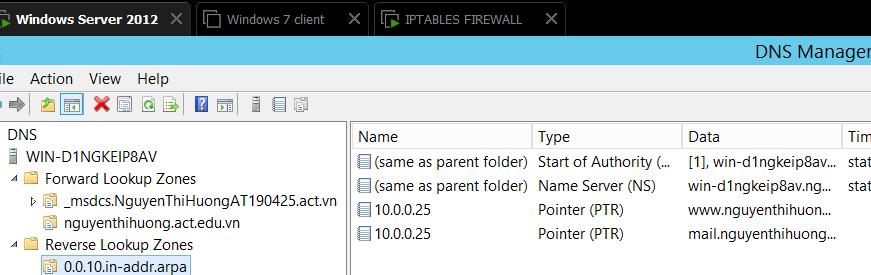 Windows Server 2012 Windows 7 client IPTABLES FIREWALL
DNS Manager
ile Action View Help
DNS
WIN-D1NGKEIP8AV
Forward Lookup Zones
_msdcs.NguyenThiHuongAT190425.act.vn
nguyenthihuong.act.edu.vn
Reverse Lookup Zones
0.0.10.in-addr.arpa
Name Type Data Tim
(same as parent folder) Start of Authority (... [1], win-d1ngkeip8av... stat
(same as parent folder) Name Server (NS) win-d1ngkeip8av.ng... stat
10.0.0.25 Pointer (PTR) www.nguyenthihuon...
10.0.0.25 Pointer (PTR) mail.nguyenthihuong...